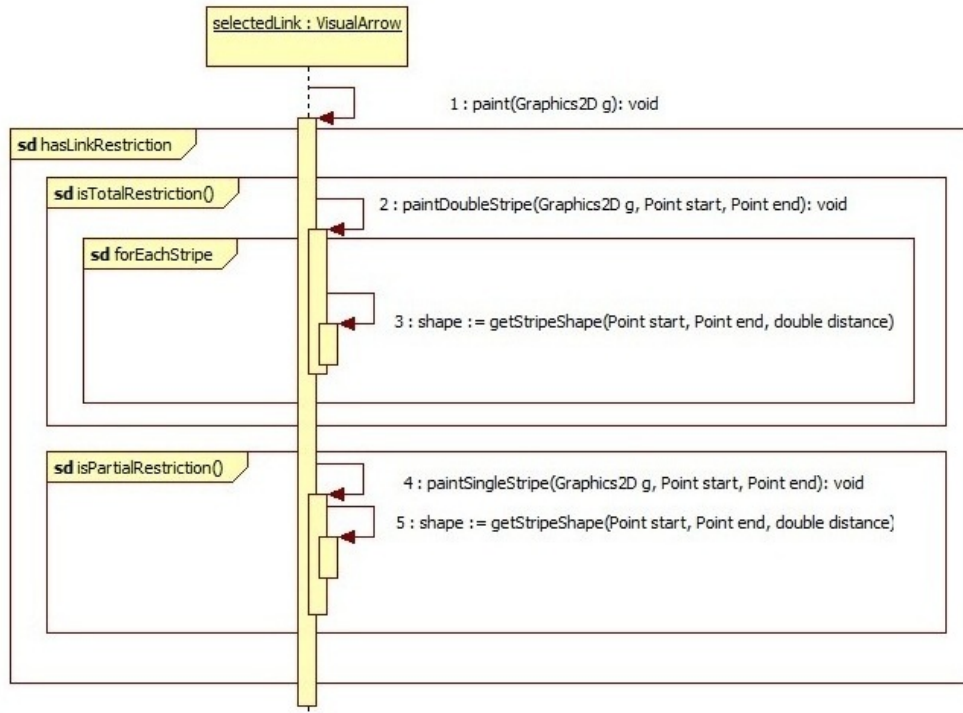 selectedLink : VisualArrow
1 : paint(Graphics2D g): void
sd hasLinkRestriction
sd isTotalRestriction()
2 : paintDoubleStripe(Graphics2D g, Point start, Point end): void
sd forEachStripe
3 : shape := getStripeShape(Point start, Point end, double distance)
sd isPartialRestriction()
4 : paintSingleStripe(Graphics2D g, Point start, Point end): void
5 : shape := getStripeShape(Point start, Point end, double distance)